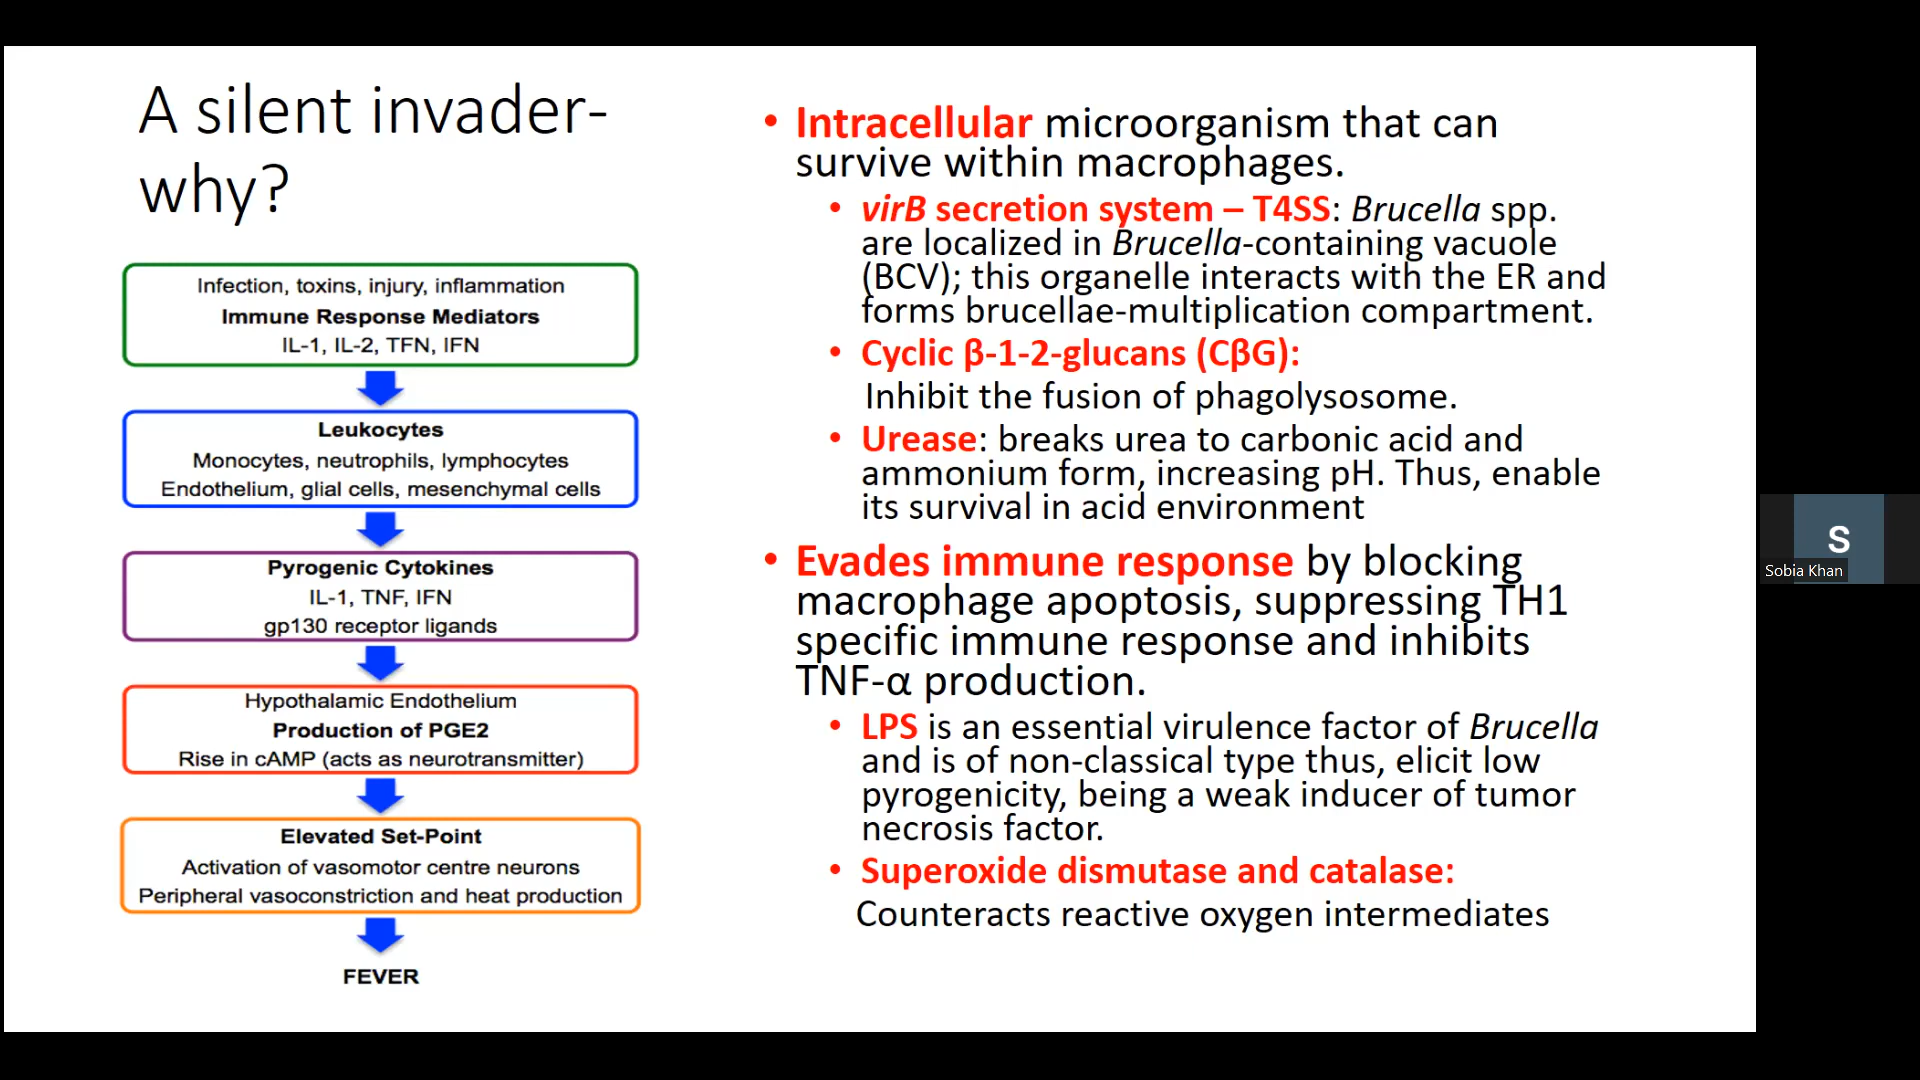 A silent invader-
why?
Infection, toxins, injury, inflammation
Immune Response Mediators
IL-1, IL-2, TFN, IFN
Leukocytes
Monocytes, neutrophils, lymphocytes
Endothelium, glial cells, mesenchymal cells
Pyrogenic Cytokines
IL-1, TNF, IFN
gp130 receptor ligands
Hypothalamic Endothelium
Production of PGE2
Rise in cAMP (acts as neurotransmitter)
Elevated Set-Point
Activation of vasomotor centre neurons
Peripheral vasoconstriction and heat production
FEVER
• Intracellular microorganism that can
survive within macrophages.
• virB secretion system – T4SS: Brucella spp.
are localized in Brucella-containing vacuole
(BCV); this organelle interacts with the ER and
forms brucellae-multiplication compartment.
• Cyclic β-1-2-glucans (CβG):
Inhibit the fusion of phagolysosome.
• Urease: breaks urea to carbonic acid and
ammonium form, increasing pH. Thus, enable
its survival in acid environment
• Evades immune response by blocking
macrophage apoptosis, suppressing TH1
specific immune response and inhibits
TNF-α production.
• LPS is an essential virulence factor of Brucella
and is of non-classical type thus, elicit low
pyrogenicity, being a weak inducer of tumor
necrosis factor.
• Superoxide dismutase and catalase:
Counteracts reactive oxygen intermediates
S
Sobia Khan